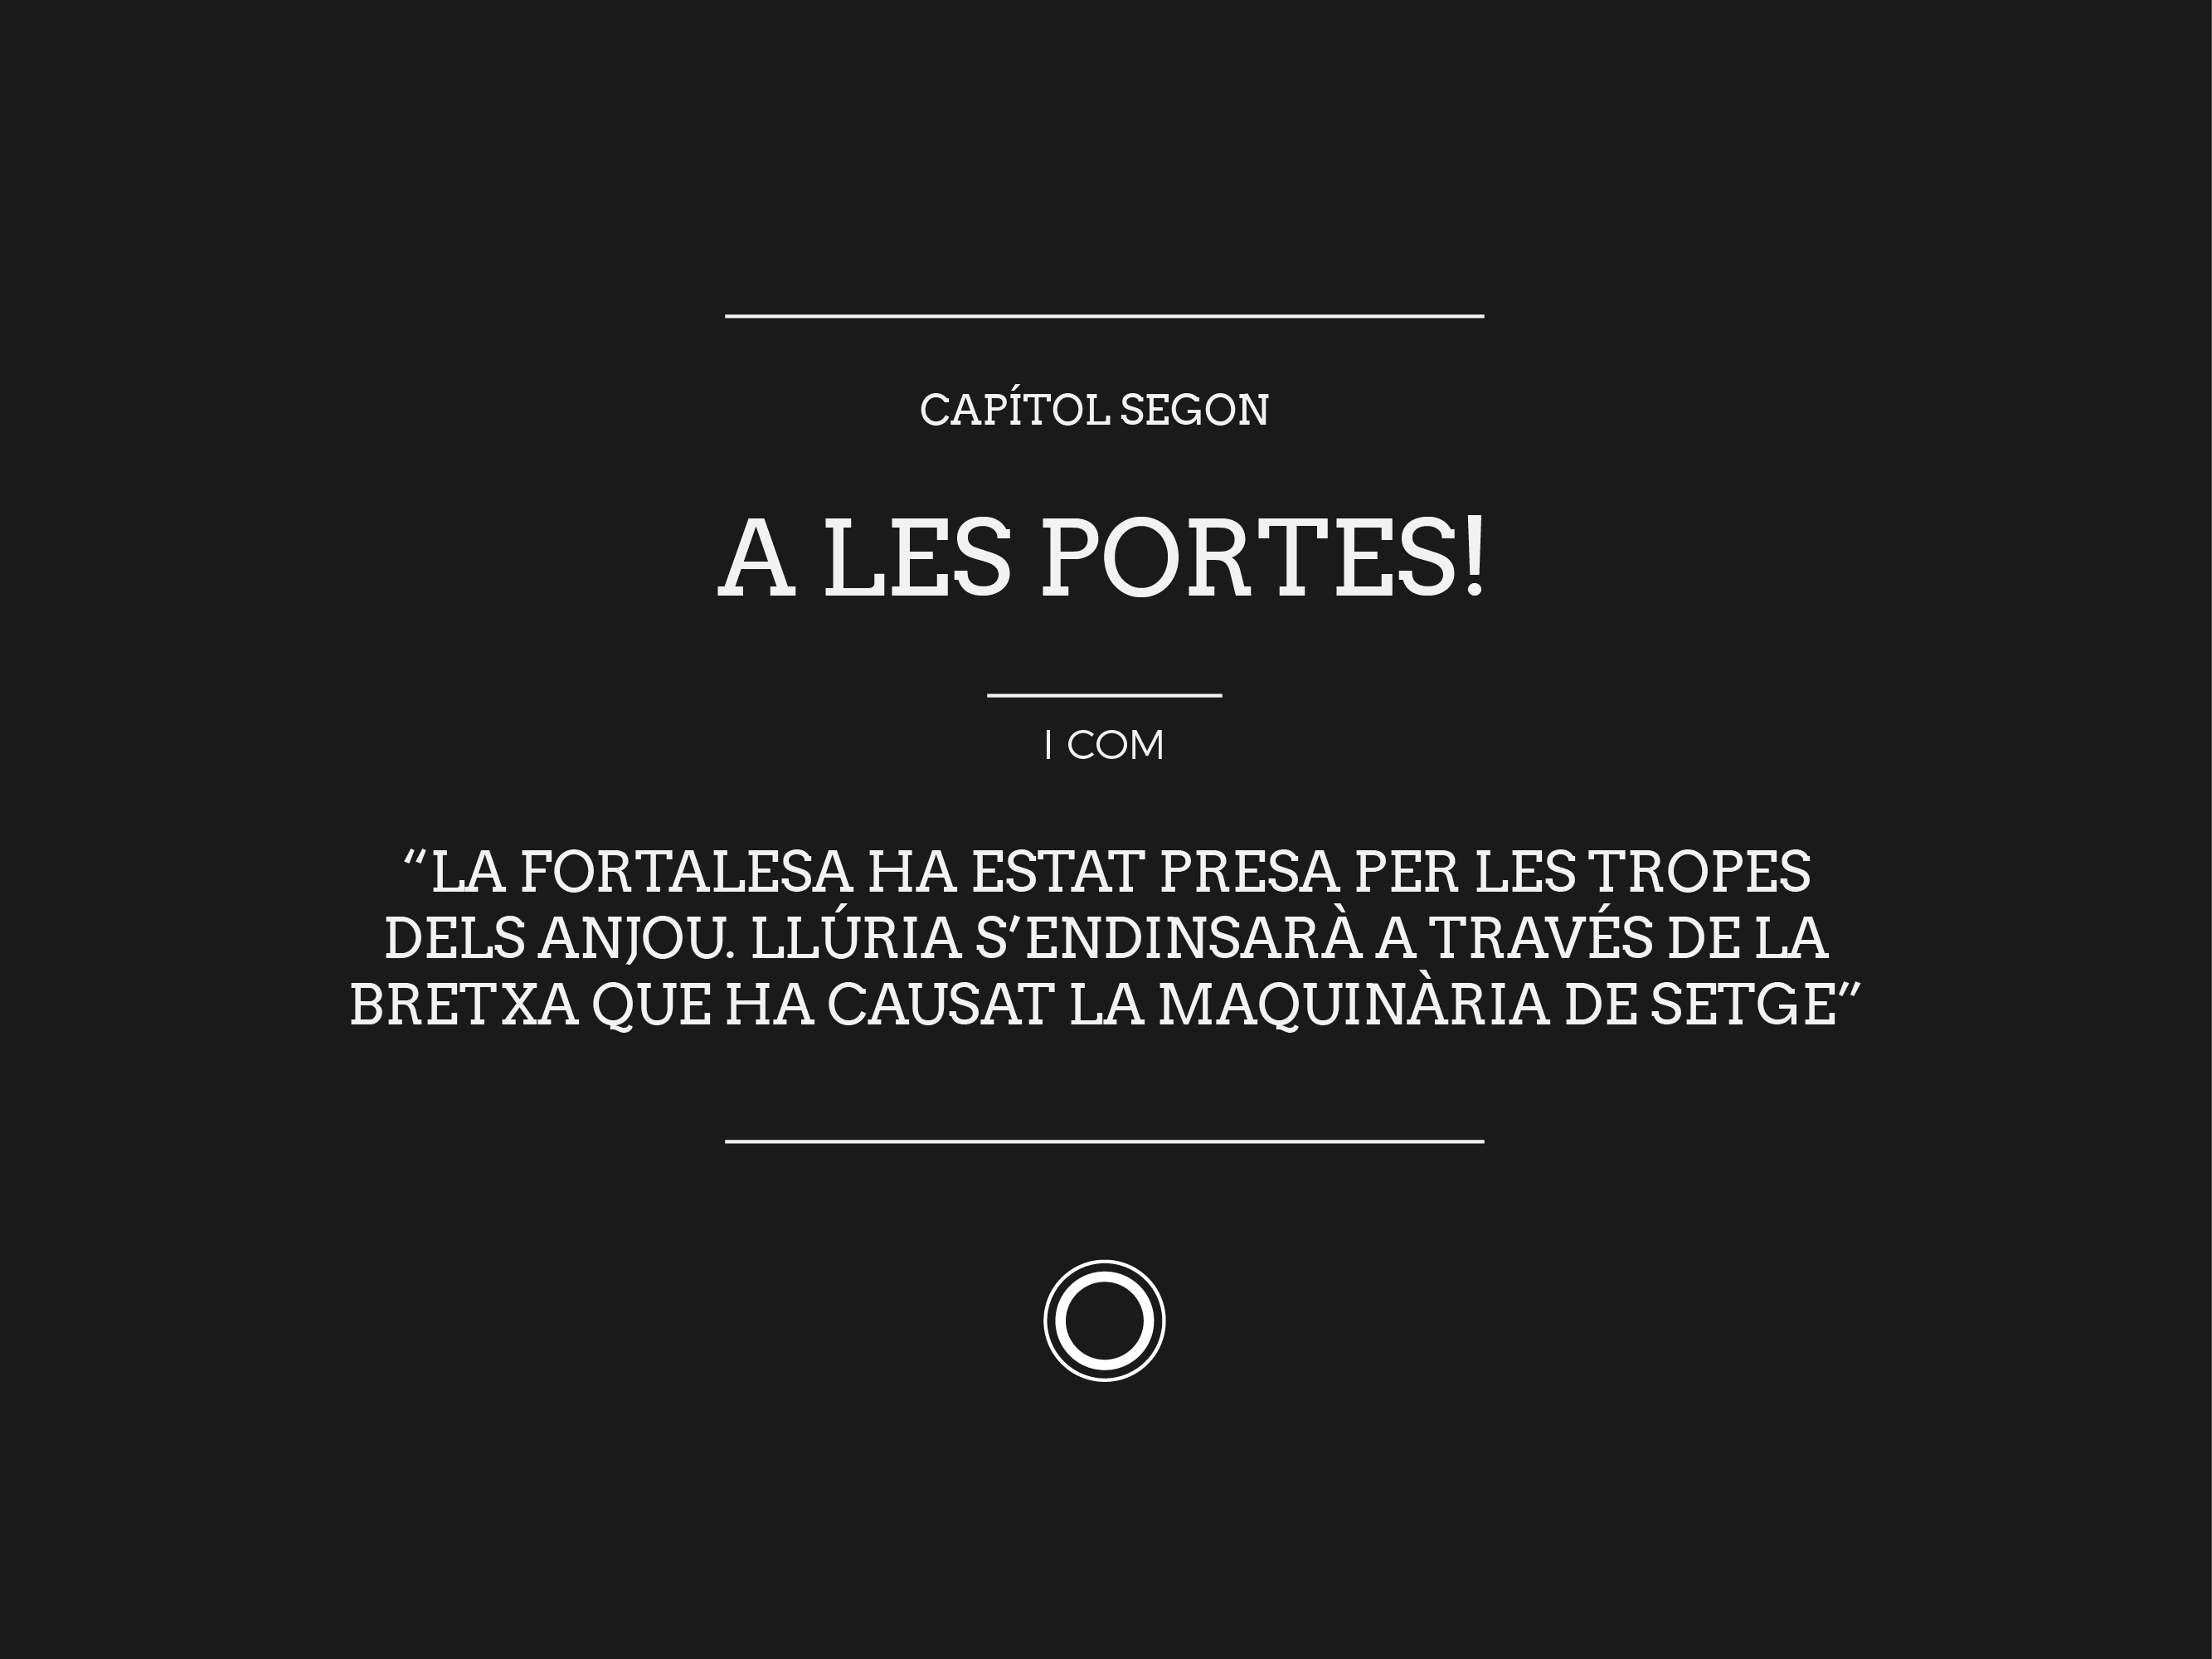 CAPÍTOL SEGON
A LES PORTES!
I COM
“LA FORTALESA HA ESTAT PRESA PER LES TROPES
DELS ANJOU. LLÚRIA S’ENDINSARÀ A TRAVÉS DE LA
BRETXA QUE HA CAUSAT LA MAQUINÀRIA DE SETGE”